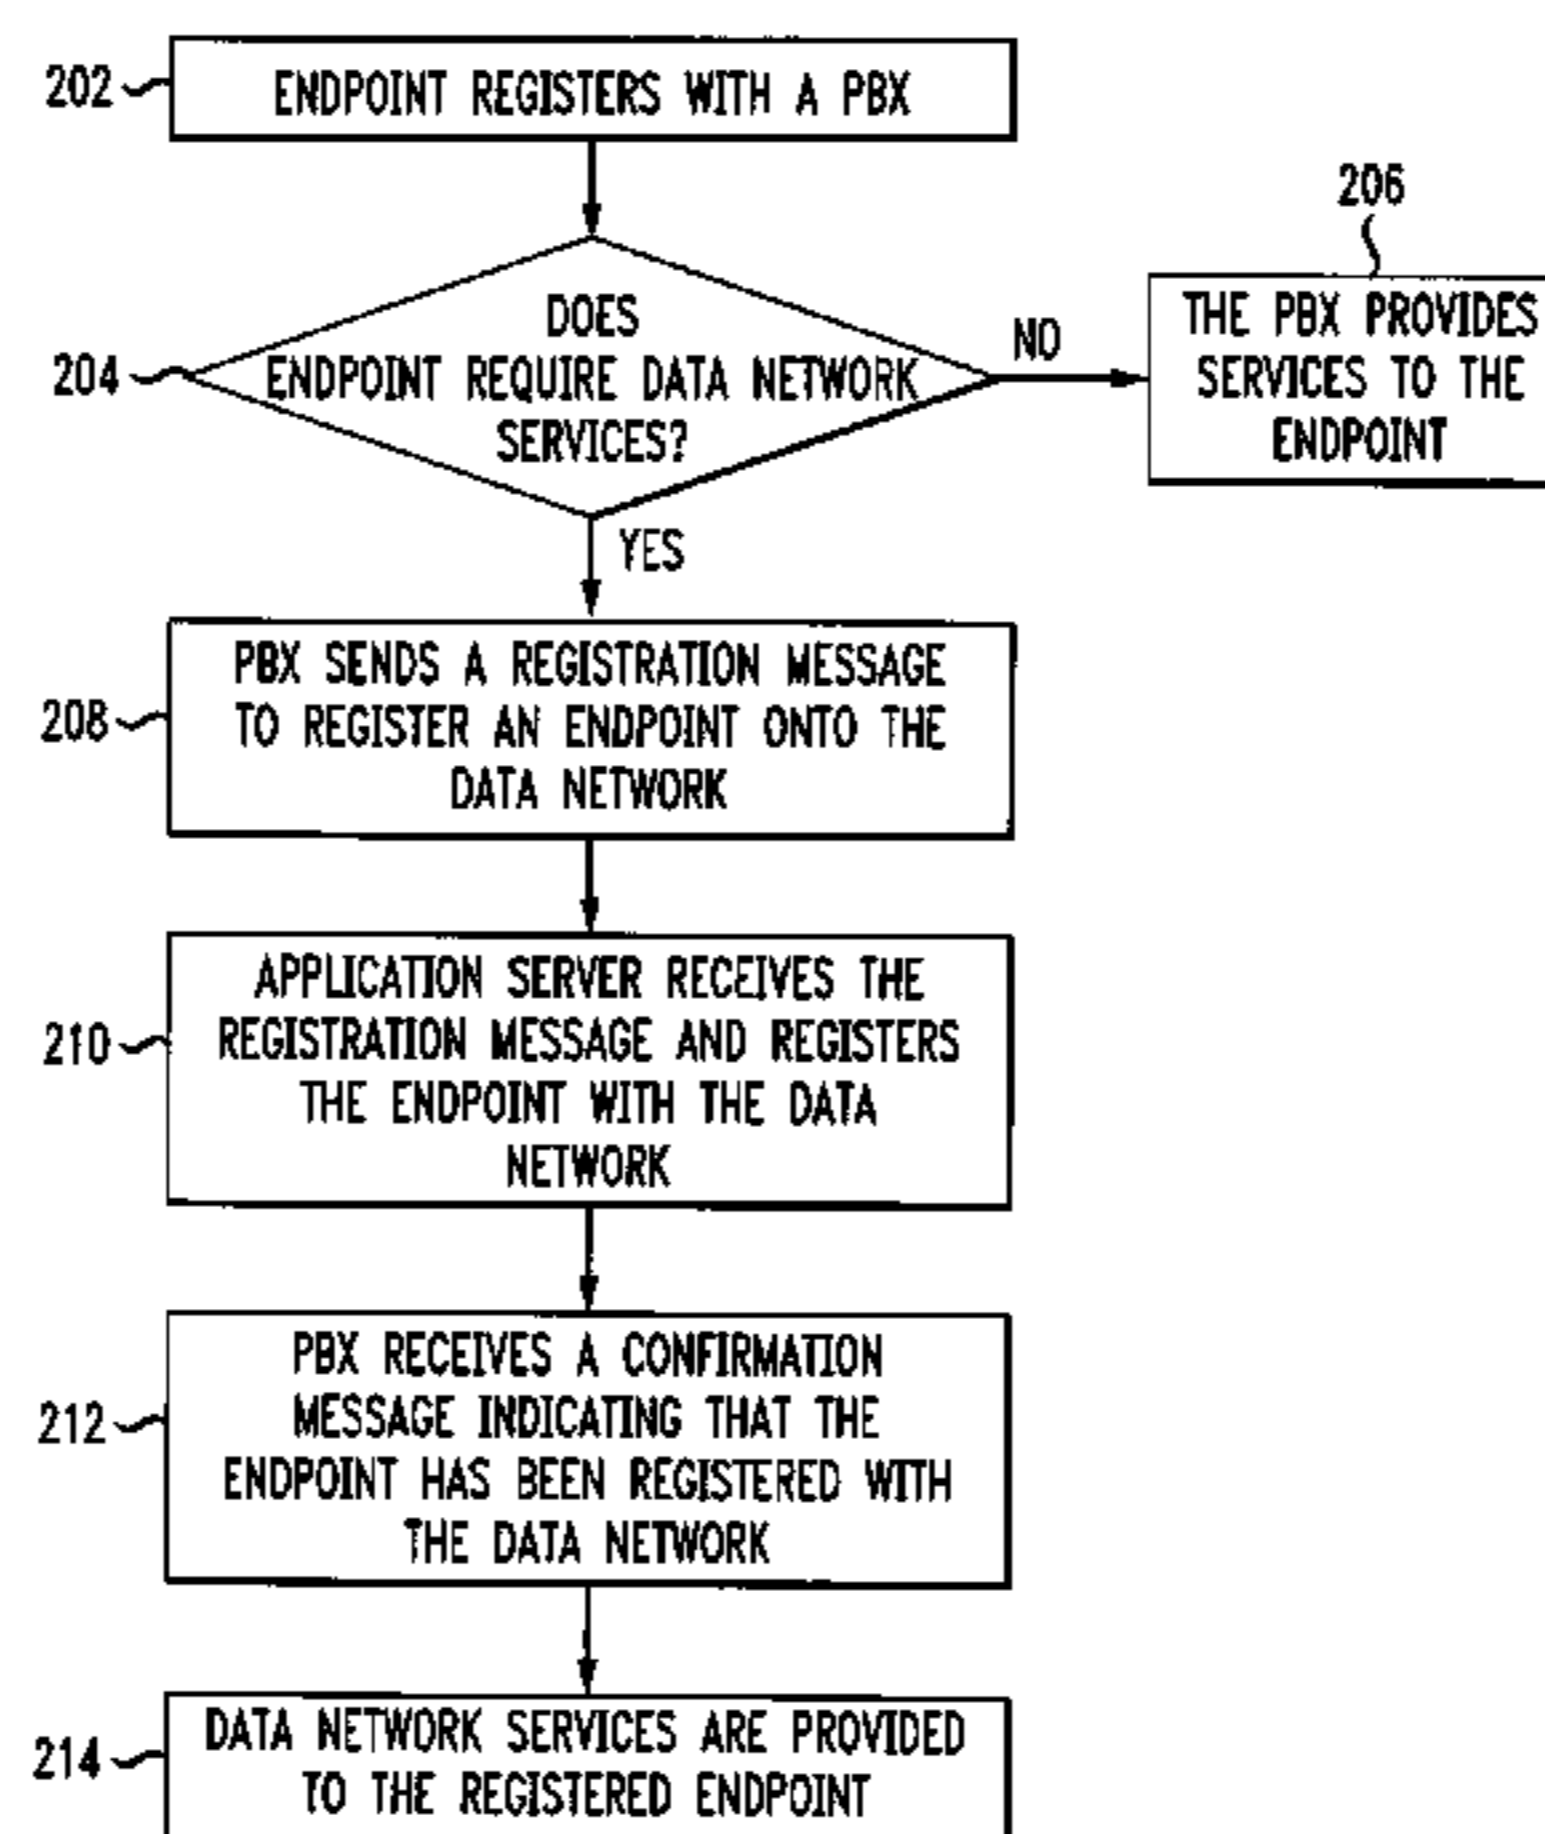 202
ENDPOINT REGISTERS WITH A PBX
206
204
DOES
ENDPOINT REQUIRE DATA NETWORK
SERVICES?
NO
THE PBX PROVIDES
SERVICES TO THE
ENDPOINT
YES
208
PBX SENDS A REGISTRATION MESSAGE
TO REGISTER AN ENDPOINT ONTO THE
DATA NETWORK
210
APPLICATION SERVER RECEIVES THE
REGISTRATION MESSAGE AND REGISTERS
THE ENDPOINT WITH THE DATA
NETWORK
212
PBX RECEIVES A CONFIRMATION
MESSAGE INDICATING THAT THE
ENDPOINT HAS BEEN REGISTERED WITH
THE DATA NETWORK
214
DATA NETWORK SERVICES ARE PROVIDED
TO THE REGISTERED ENDPOINT